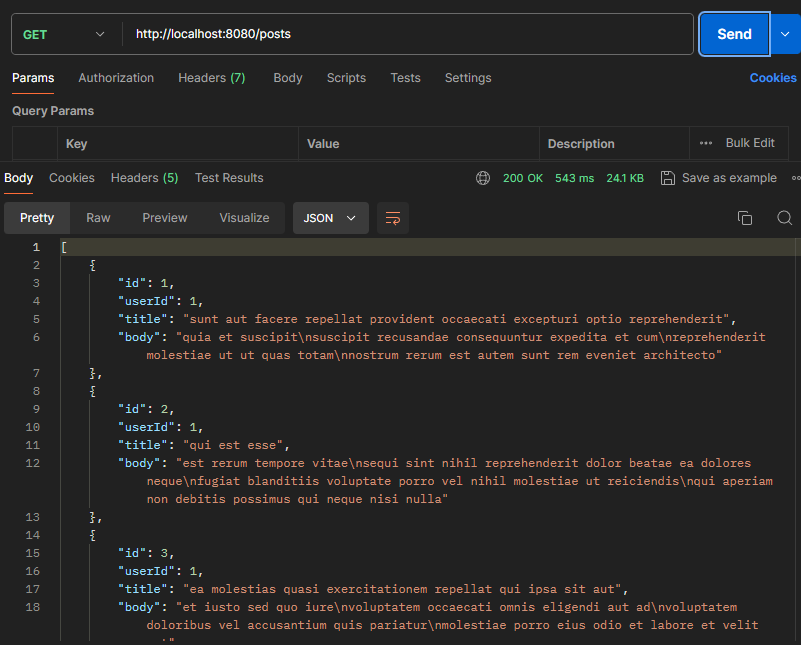 GET http://localhost:8080/posts Send
Params Authorization Headers (7) Body Scripts Tests Settings Cookies
Query Params
Key Value Description ••• Bulk Edit
Body Cookies Headers (5) Test Results 200 OK 543 ms 24.1 KB Save as example
Pretty Raw Preview Visualize JSON
1 [
2 {
3 "id": 1,
4 "userId": 1,
5 "title": "sunt aut facere repellat provident occaecati excepturi optio reprehenderit",
6 "body": "quia et suscipit\nsuscipit recusandae consequuntur expedita et cum\nreprehenderit
molestiae ut ut quas totam\nnostrum rerum est autem sunt rem eveniet architecto"
7 },
8 {
9 "id": 2,
10 "userId": 1,
11 "title": "qui est esse",
12 "body": "est rerum tempore vitae\nsequi sint nihil reprehenderit dolor beatae ea dolores
neque\nfugiat blanditiis voluptate porro vel nihil molestiae ut reiciendis\nqui aperiam
non debitis possimus qui neque nisi nulla"
13 },
14 {
15 "id": 3,
16 "userId": 1,
17 "title": "ea molestias quasi exercitationem repellat qui ipsa sit aut",
18 "body": "et iusto sed quo iure\nvoluptatem occaecati omnis eligendi aut ad\nvoluptatem
doloribus vel accusantium quis pariatur\nmolestiae porro eius odio et labore et velit